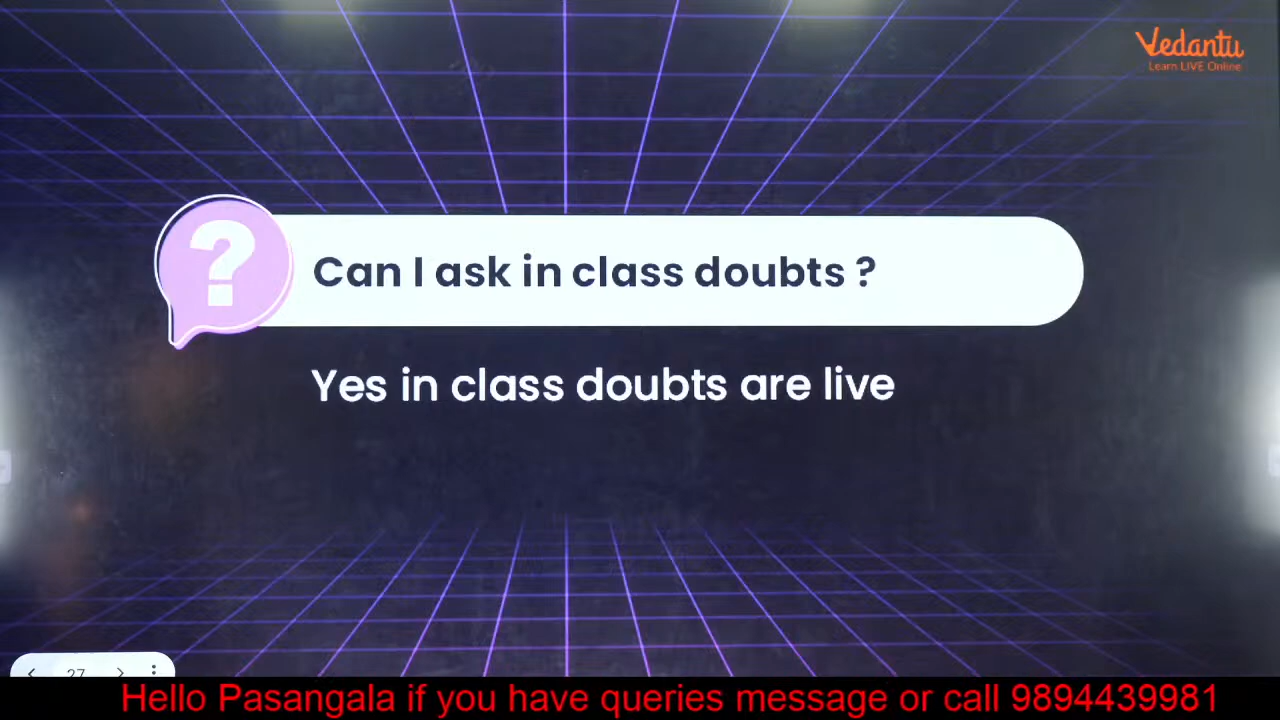 Vedantu
Learn LIVE Online
?
Can I ask in class doubts ?
Yes in class doubts are live
27
Hello Pasangala if you have queries message or call 9894439981